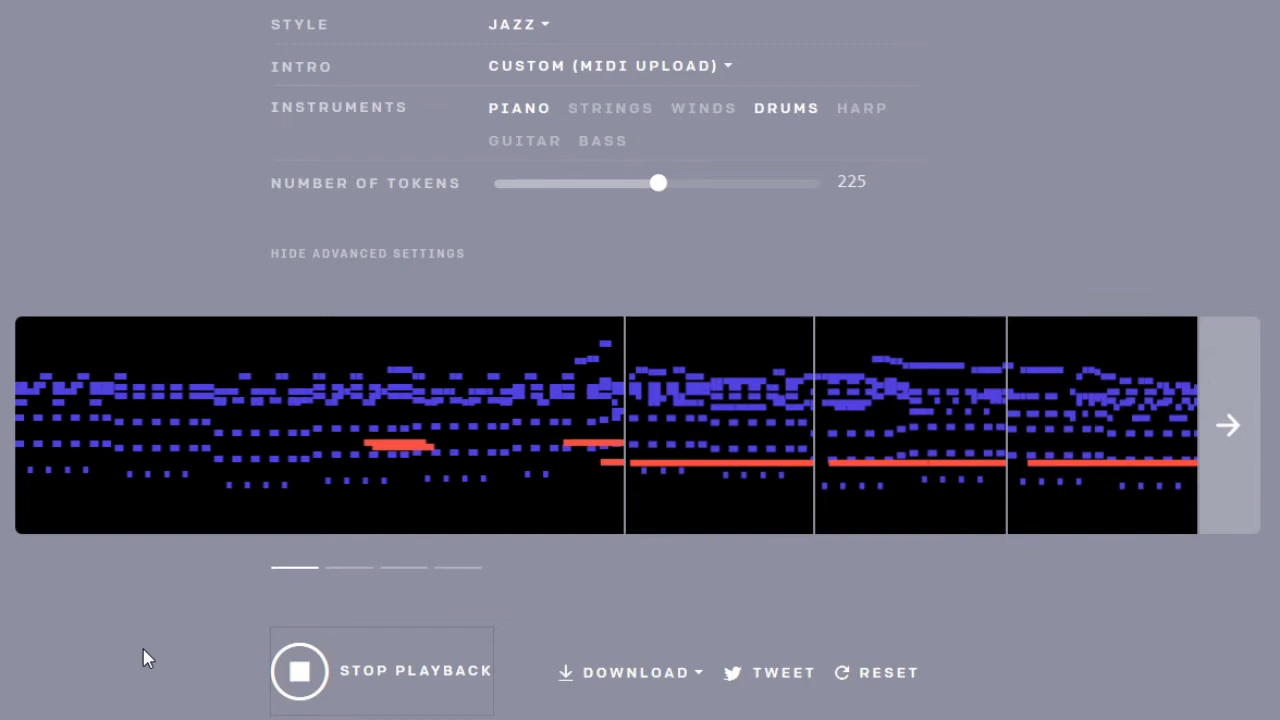 STYLE JAZZ
INTRO CUSTOM (MIDI UPLOAD)
INSTRUMENTS PIANO STRINGS WINDS DRUMS HARP
GUITAR BASS
NUMBER OF TOKENS 225
HIDE ADVANCED SETTINGS
STOP PLAYBACK DOWNLOAD TWEET RESET